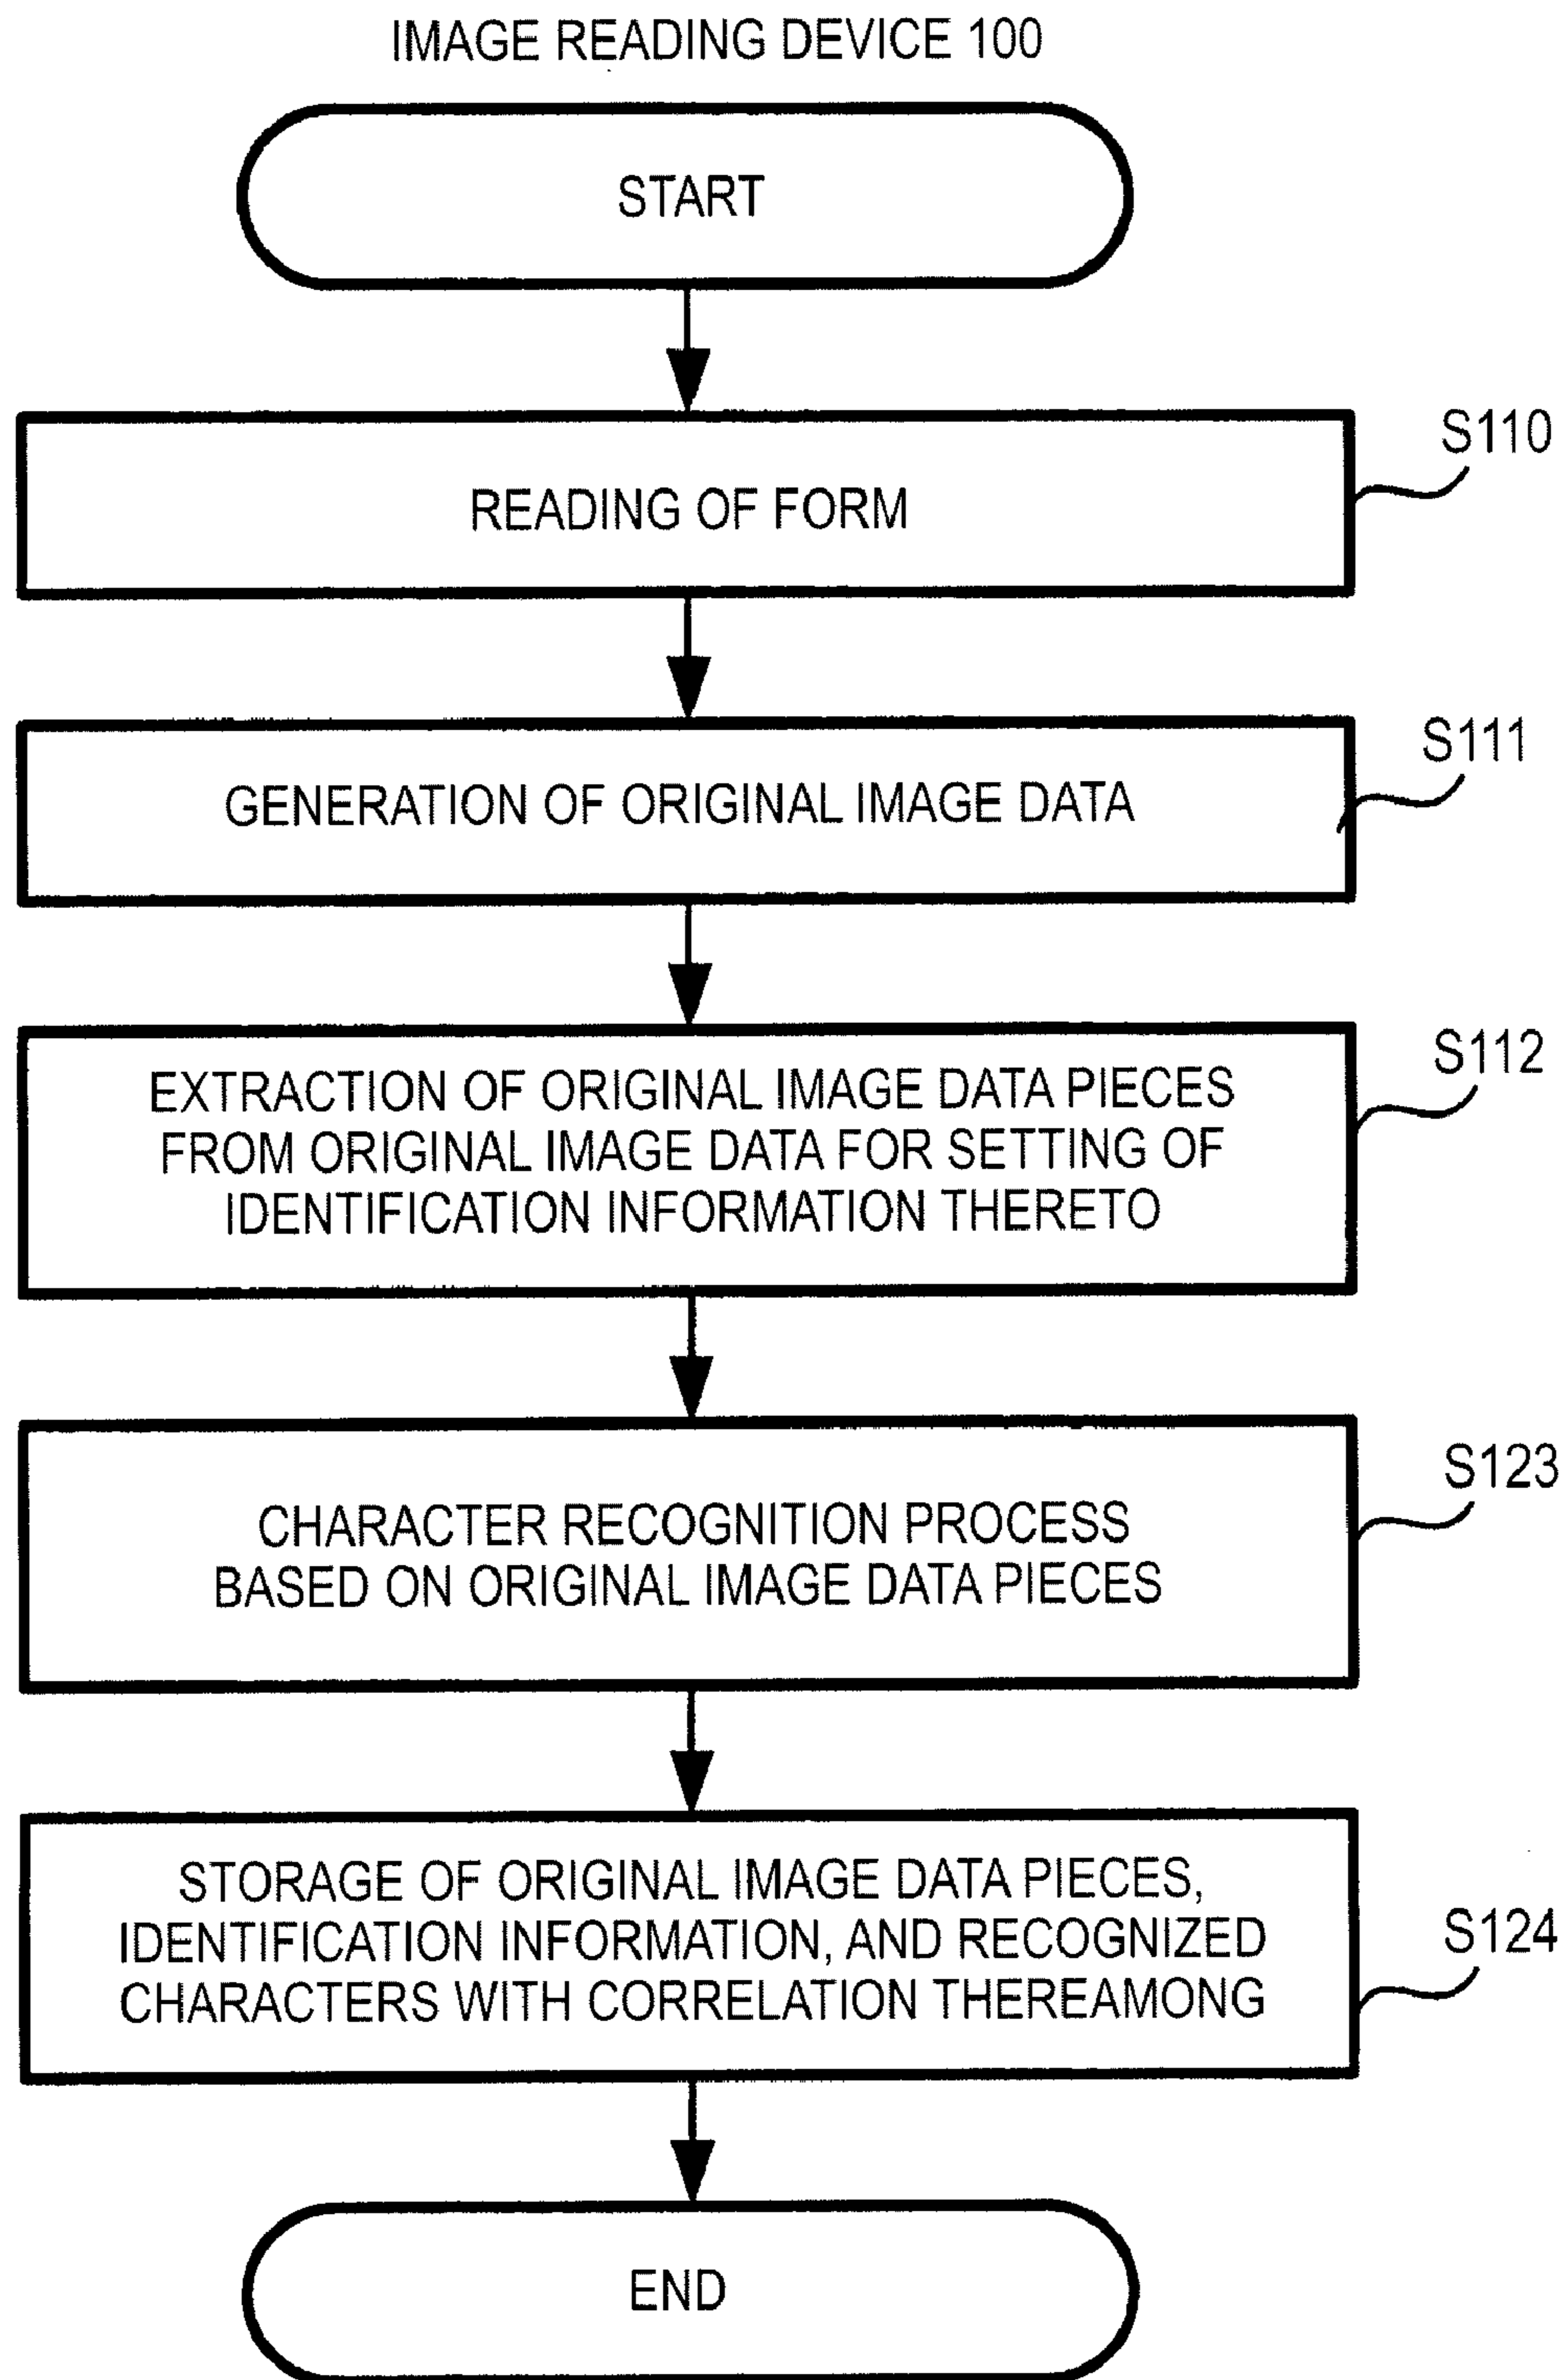 IMAGE READING DEVICE 100
START
S110
READING OF FORM
S111
GENERATION OF ORIGINAL IMAGE DATA
S112
EXTRACTION OF ORIGINAL IMAGE DATA PIECES
FROM ORIGINAL IMAGE DATA FOR SETTING OF
IDENTIFICATION INFORMATION THERETO
S123
CHARACTER RECOGNITION PROCESS
BASED ON ORIGINAL IMAGE DATA PIECES
STORAGE OF ORIGINAL IMAGE DATA PIECES,
IDENTIFICATION INFORMATION, AND RECOGNIZED
S124
CHARACTERS WITH CORRELATION THEREAMONG
END